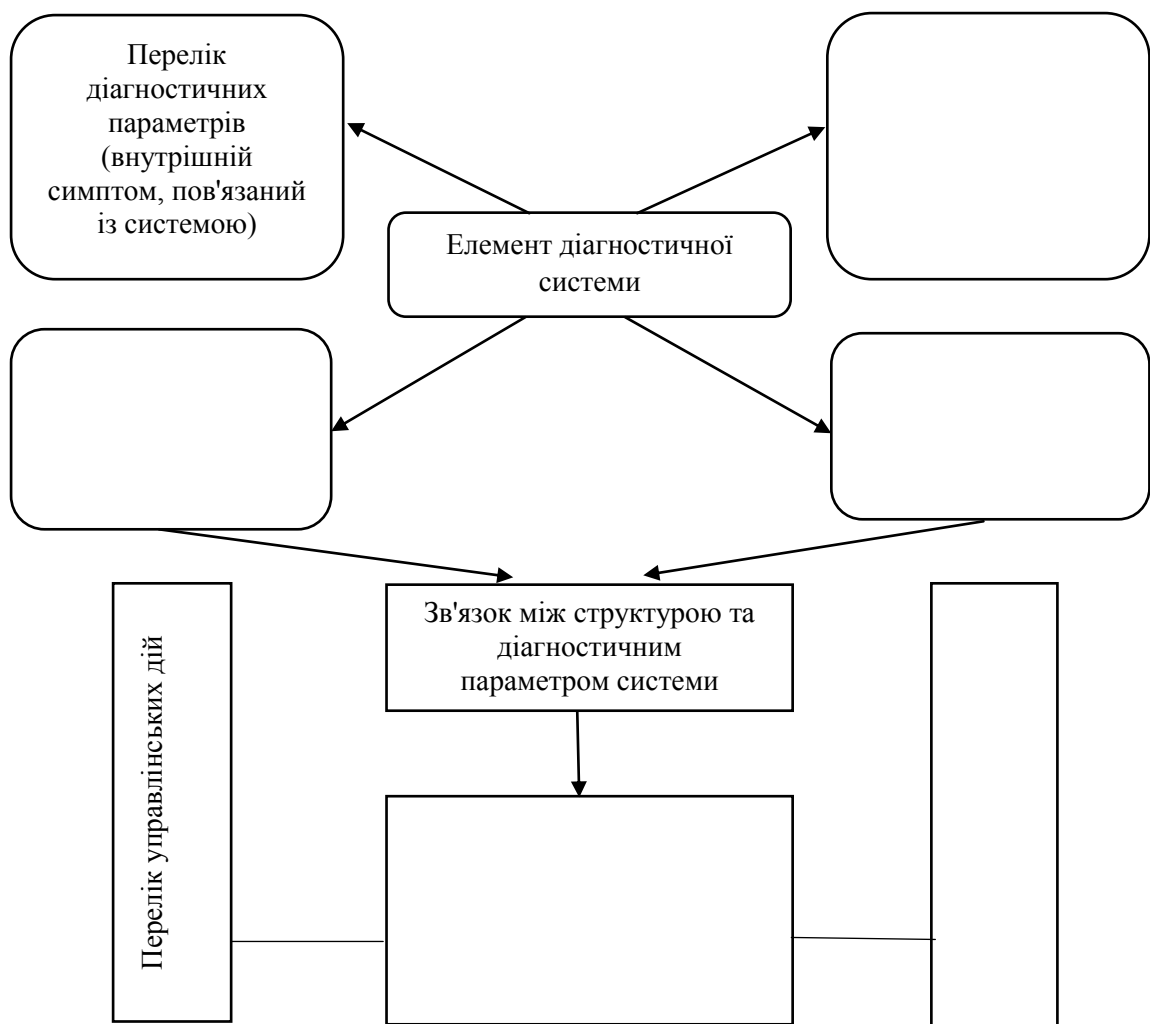 Перелік
діагностичних
параметрів
(внутрішній
симптом, пов'язаний
із системою)
Елемент діагностичної
системи
Зв'язок між структурою та
діагностичним
параметром системи
Перелік управлінських дій